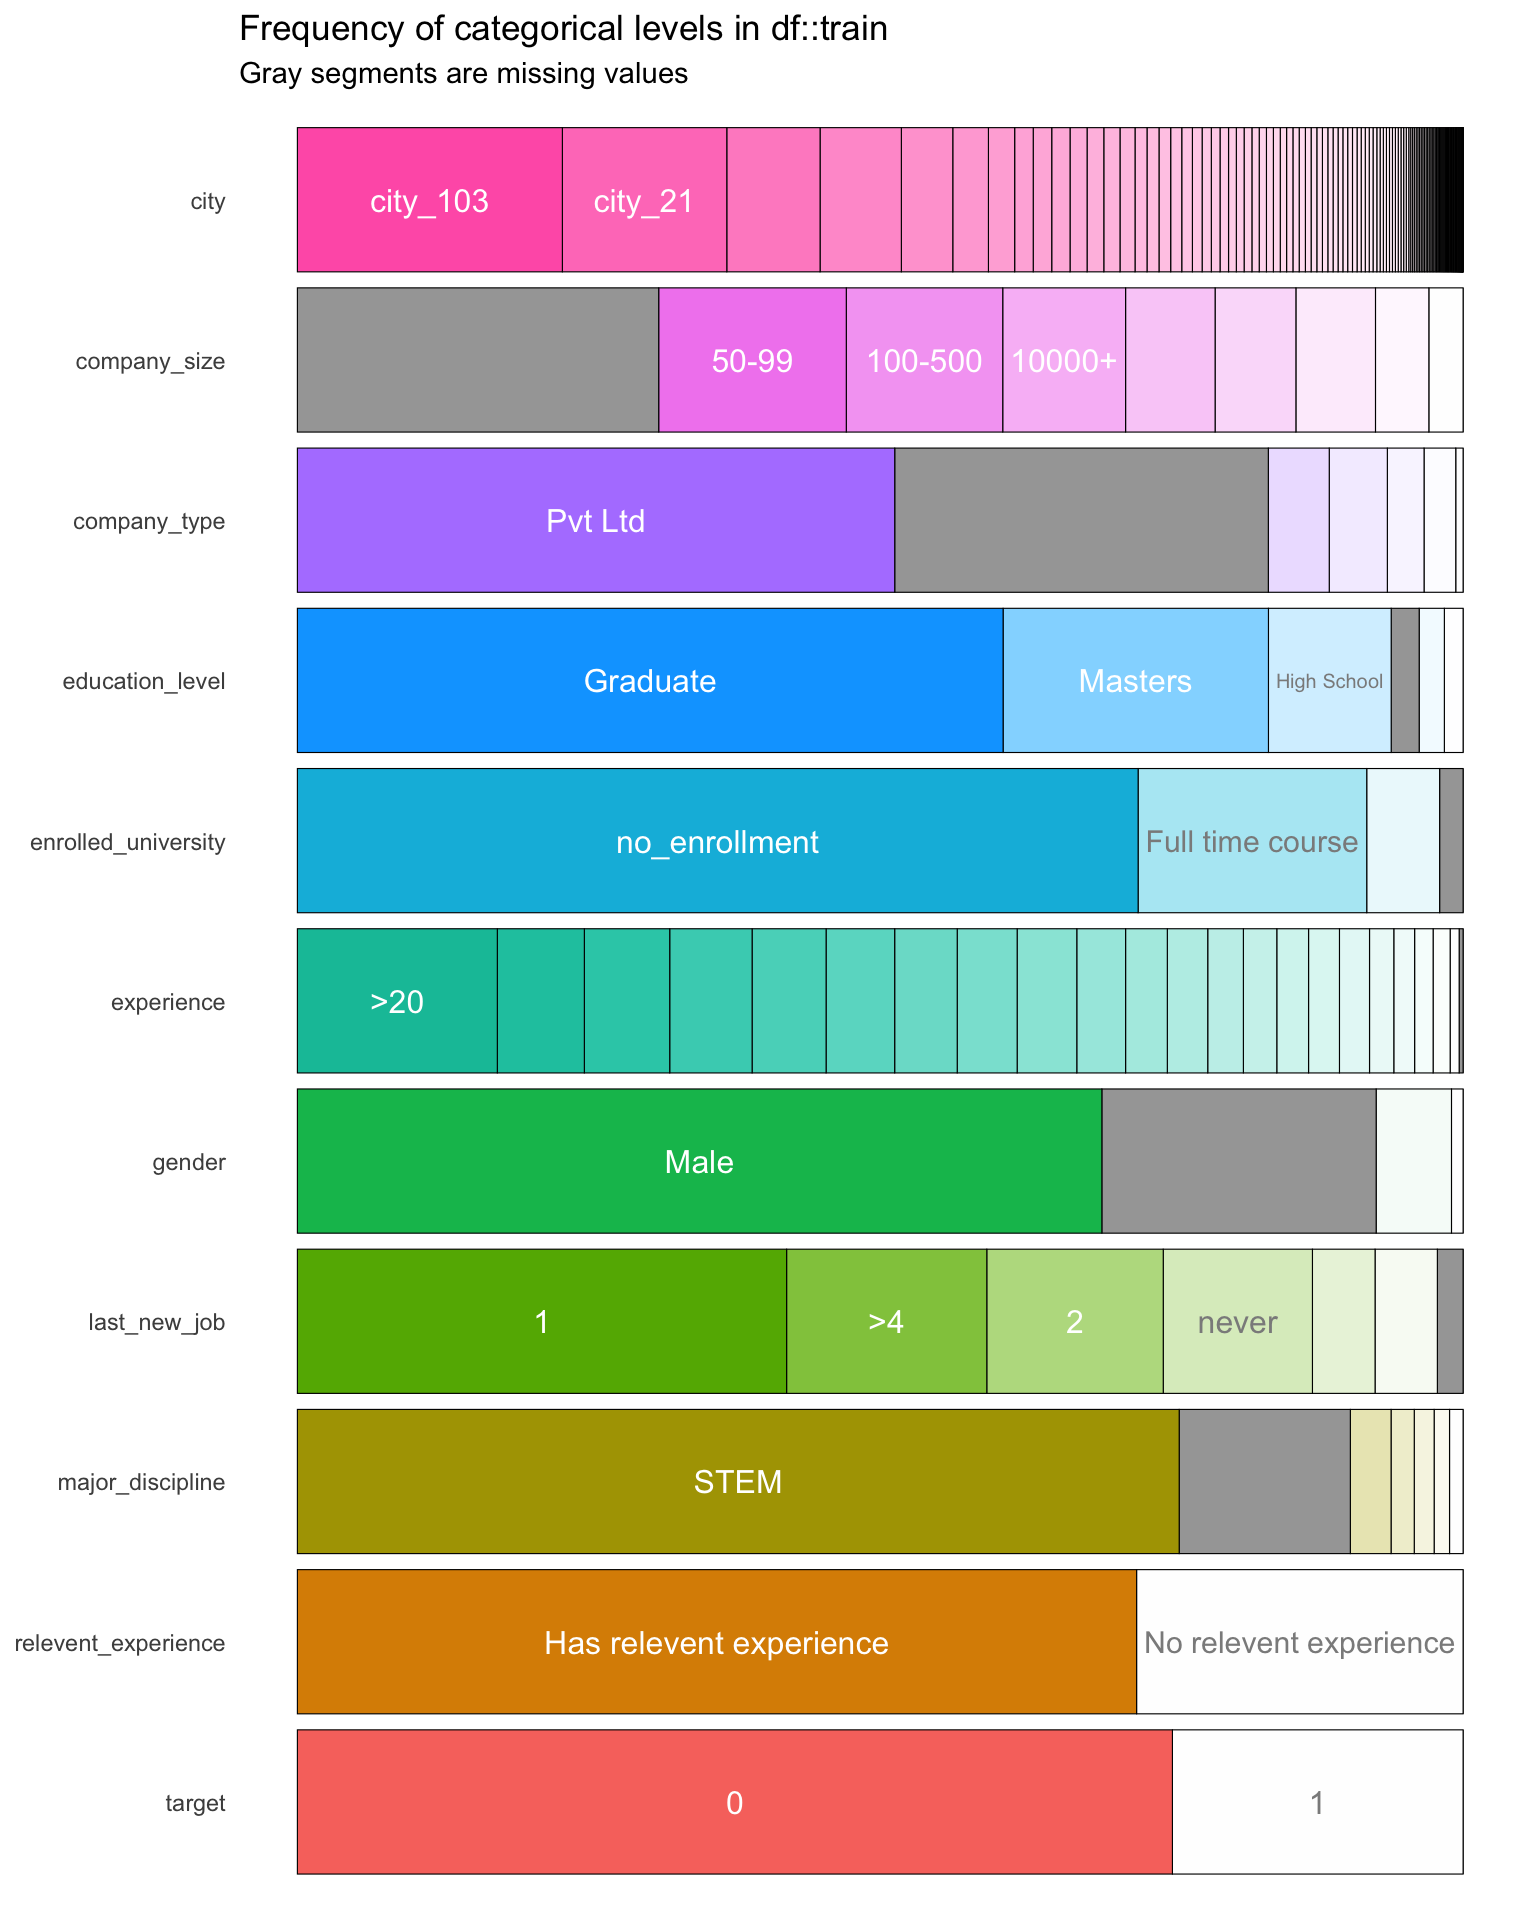 Frequency of categorical levels in df::train
Gray segments are missing values
city
city_103
city_21
company_size
50-99
100-500
10000+
company_type
Pvt Ltd
education_level
Graduate
Masters
High School
enrolled_university
no_enrollment
Full time course
experience
>20
gender
Male
last_new_job
1
>4
2
never
major_discipline
STEM
relevent_experience
Has relevent experience
No relevent experience
target
0
1